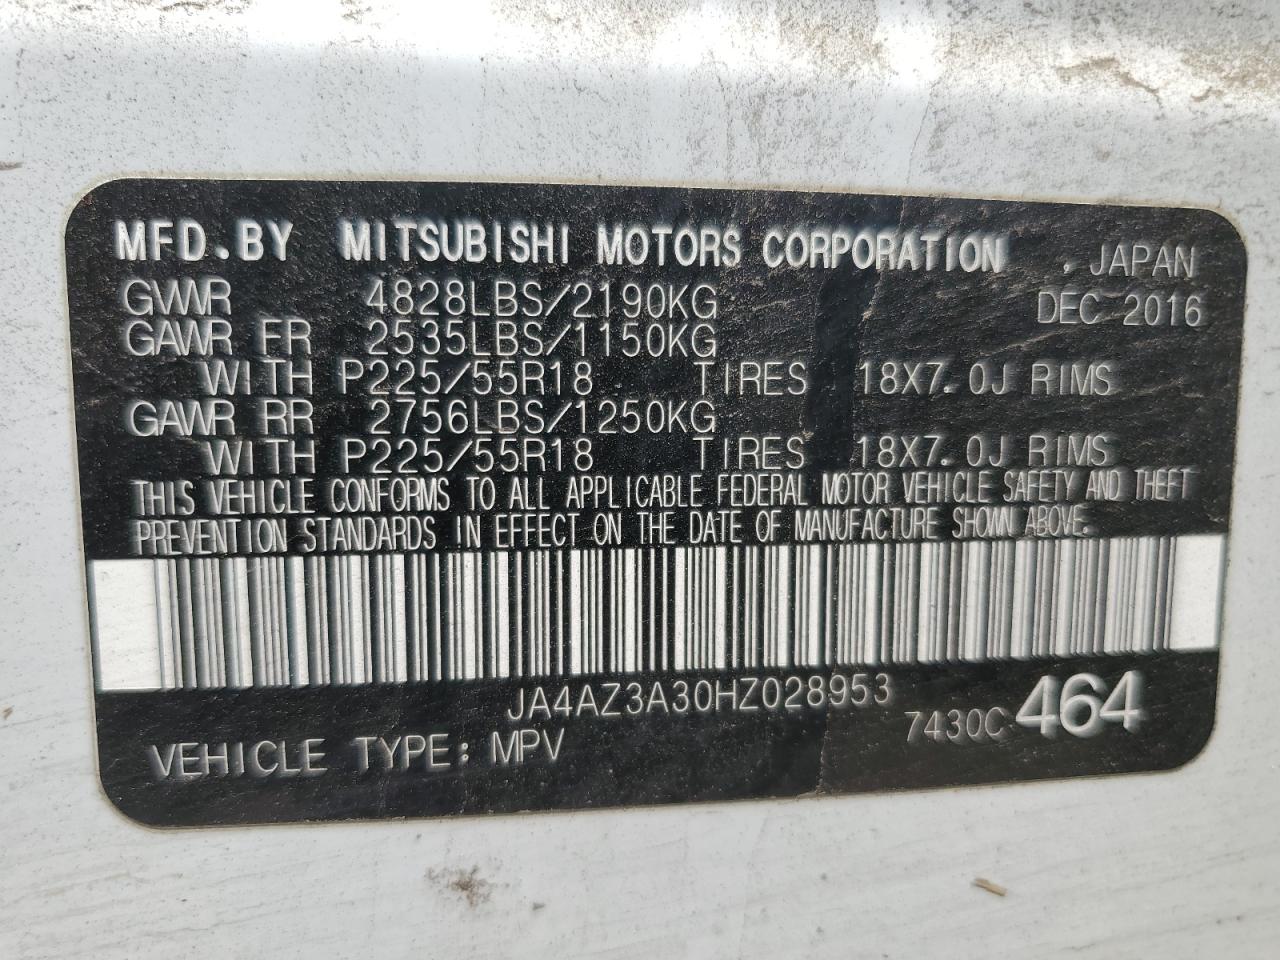 MFD.BY MITSUBISHI MOTORS CORPORATION , JAPAN
GVWR 4828LBS/2190KG DEC 2016
GAWR FR 2535LBS/1150KG
WITH P225/55R18 TIRES 18X7.0J RIMS
GAWR RR 2756LBS/1250KG
WITH P225/55R18 TIRES 18X7.0J RIMS
THIS VEHICLE CONFORMS TO ALL APPLICABLE FEDERAL MOTOR VEHICLE SAFETY AND THEFT
PREVENTION STANDARDS IN EFFECT ON THE DATE OF MANUFACTURE SHOWN ABOVE.
JA4AZ3A30HZ028953
7430C 464
VEHICLE TYPE: MPV